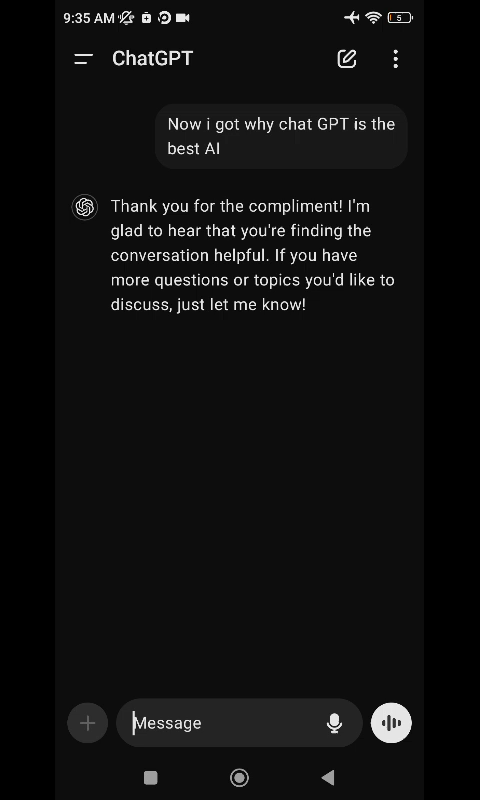 9:35 AM
5
ChatGPT
Now i got why chat GPT is the
best AI
Thank you for the compliment! I'm
glad to hear that you're finding the
conversation helpful. If you have
more questions or topics you'd like to
discuss, just let me know!
Message